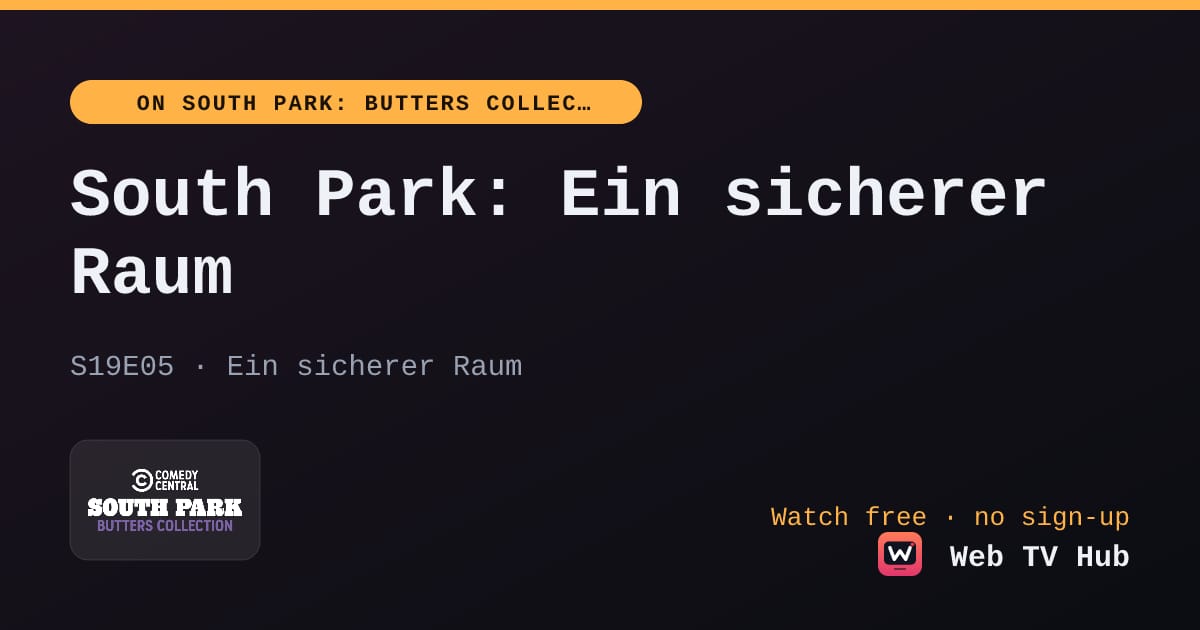 ON SOUTH PARK: BUTTERS COLLEC…
South Park: Ein sicherer
Raum
S19E05 · Ein sicherer Raum
COMEDY
CENTRAL
SOUTH PARK
BUTTERS COLLECTION
Watch free · no sign-up
W Web TV Hub